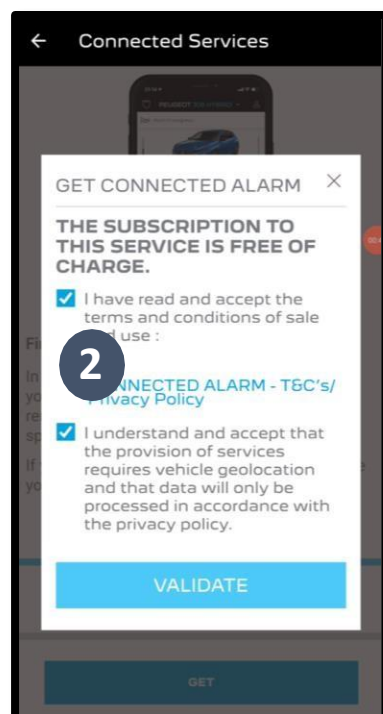 Connected Services
PEUGEOT
GET CONNECTED ALARM
THE SUBSCRIPTION TO
THIS SERVICE IS FREE OF
CHARGE.
I have read and accept the
terms and conditions of sale
use :
2
ALARM - T&C's/
Privacy Policy
I understand and accept that
the provision of services
requires vehicle geolocation
and that data will only be
processed in accordance with
the privacy policy.
VALIDATE
GET